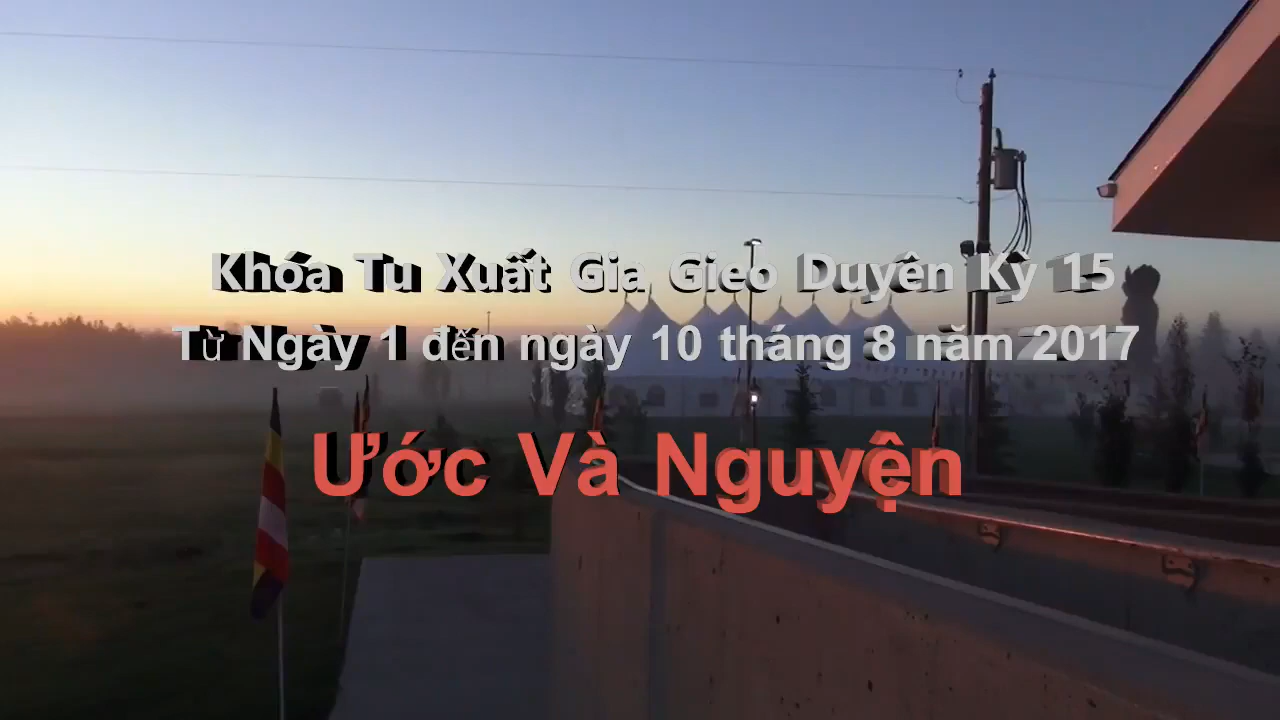 Khóa Tu Xuất Gia Gieo Duyên Kỳ 15
Từ Ngày 1 đến ngày 10 tháng 8 năm 2017
Ước Và Nguyện